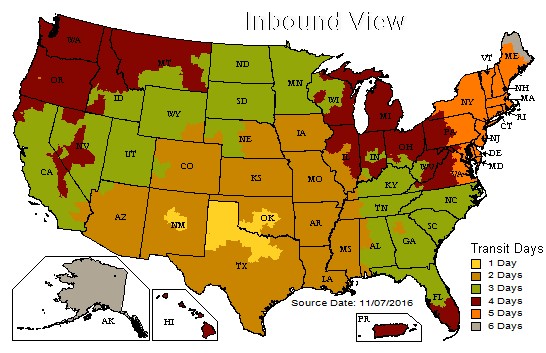 Inbound View
WA
OR
MT
ID
ND
MN
SD
WY
NV
UT
CA
CO
NE
IA
KS
MO
AZ
NM
OK
TX
AR
LA
MS
AL
GA
TN
KY
NC
SC
FL
WI
MI
IL
IN
OH
PA
WV
VA
NY
VT
ME
NH
MA
RI
CT
NJ
DE
MD
AK
HI
PR
Source Date: 11/07/2016
Transit Days
1 Day
2 Days
3 Days
4 Days
5 Days
6 Days